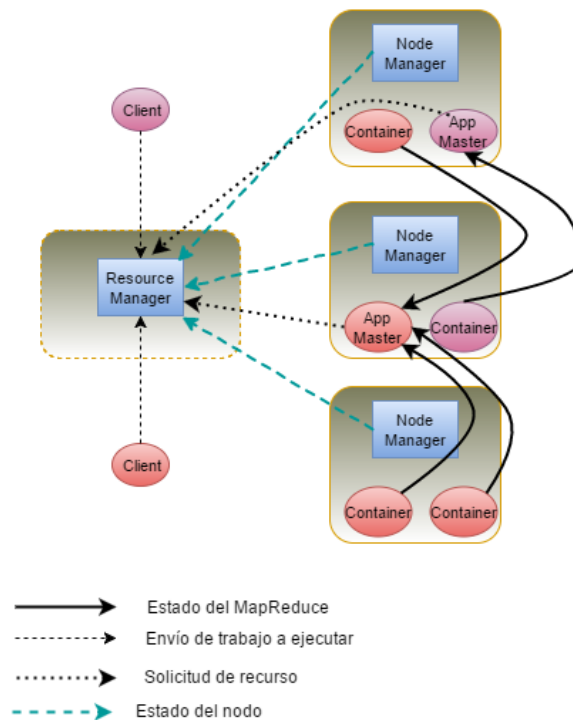 Node
Manager
Client
Container
App
Master
Node
Manager
Resource
Manager
App
Master
Container
Node
Manager
Client
Container
Container
Estado del MapReduce
Envío de trabajo a ejecutar
Solicitud de recurso
Estado del nodo